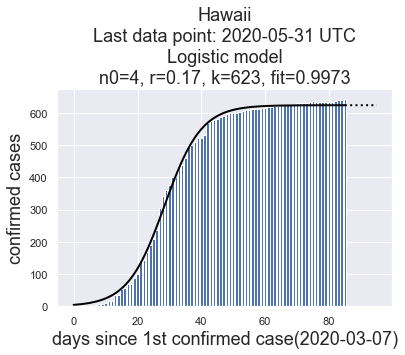 Hawaii
Last data point: 2020-05-31 UTC
Logistic model
n0=4, r=0.17, k=623, fit=0.9973
600
500
400
300
200
100
0
confirmed cases
0 20 40 60 80
days since 1st confirmed case(2020-03-07)